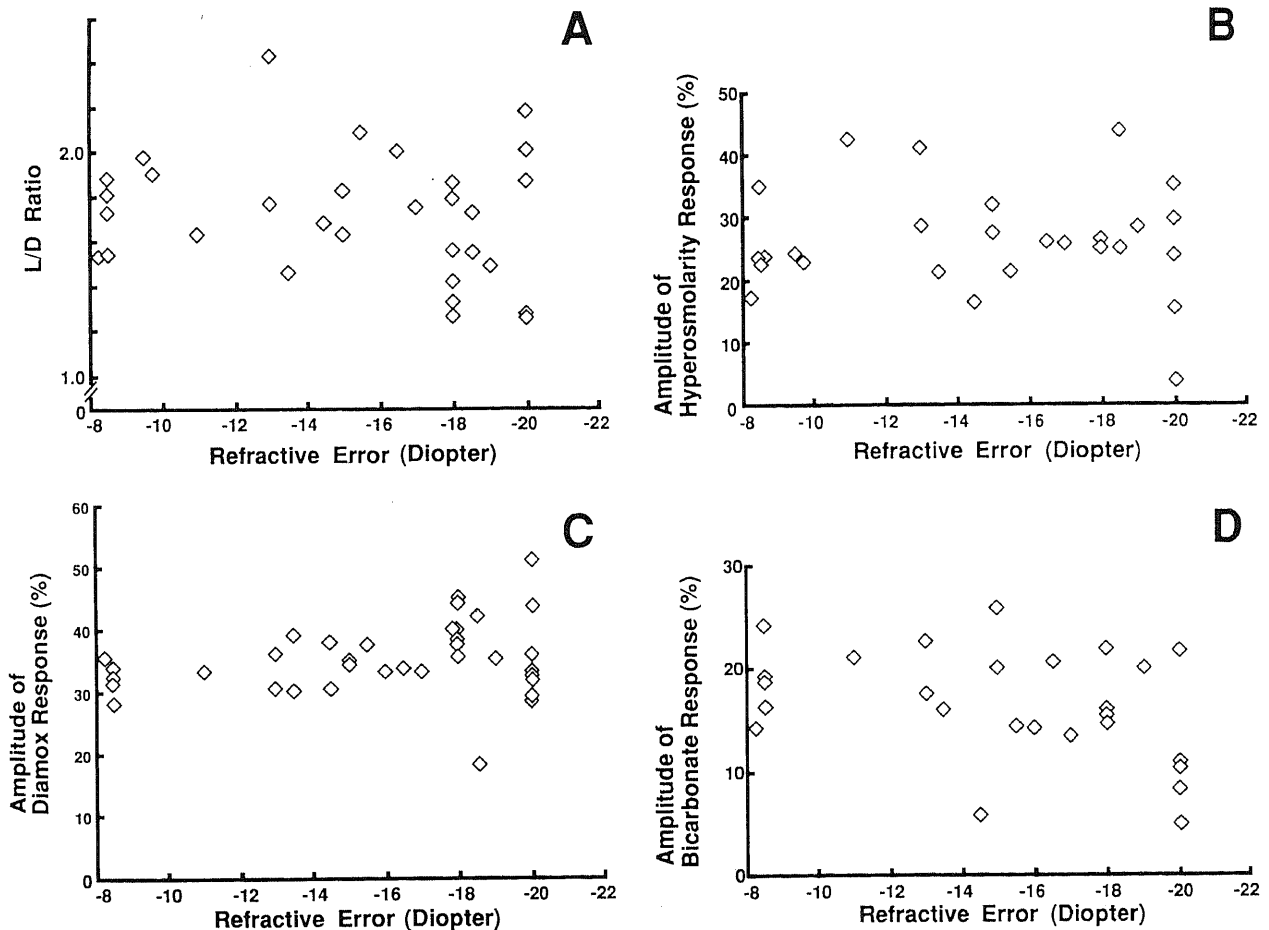 A
L/D Ratio
2.0
1.0
0
-8 -10 -12 -14 -16 -18 -20 -22
Refractive Error (Diopter)
B
Amplitude of
Hyperosmolarity Response (%)
50
40
30
20
10
0
-8 -10 -12 -14 -16 -18 -20 -22
Refractive Error (Diopter)
C
Amplitude of
Diamox Response (%)
60
50
40
30
20
10
0
-8 -10 -12 -14 -16 -18 -20 -22
Refractive Error (Diopter)
D
Amplitude of
Bicarbonate Response (%)
30
20
10
0
-8 -10 -12 -14 -16 -18 -20 -22
Refractive Error (Diopter)